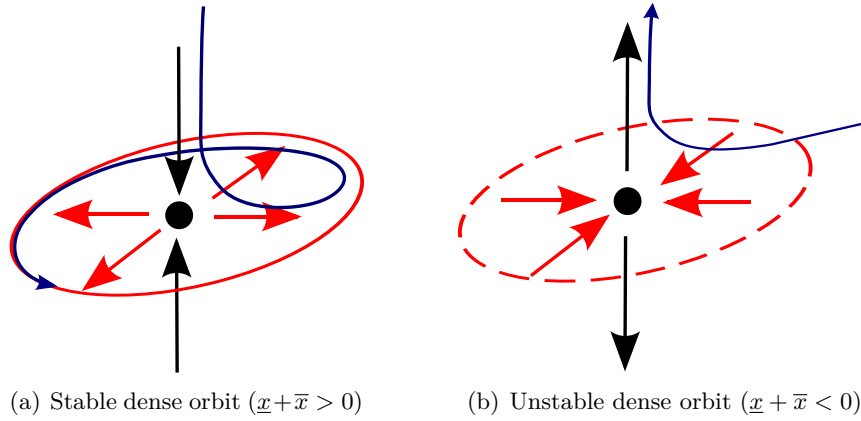 (a) Stable dense orbit (x̲+x̅ > 0)
(b) Unstable dense orbit (x̲ + x̅ < 0)